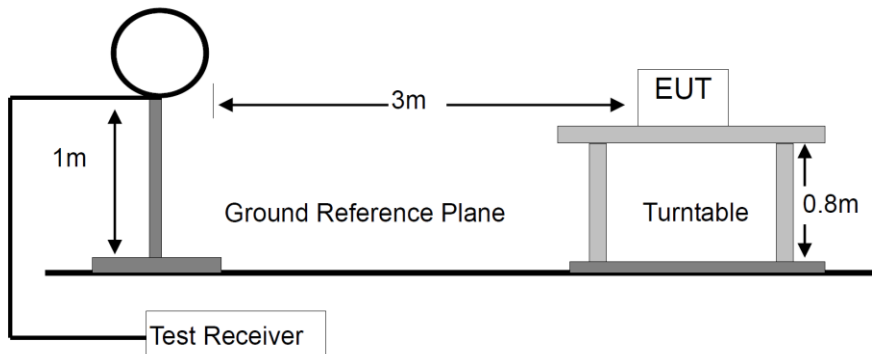 EUT
3m
1m
0.8m
Ground Reference Plane
Turntable
Test Receiver